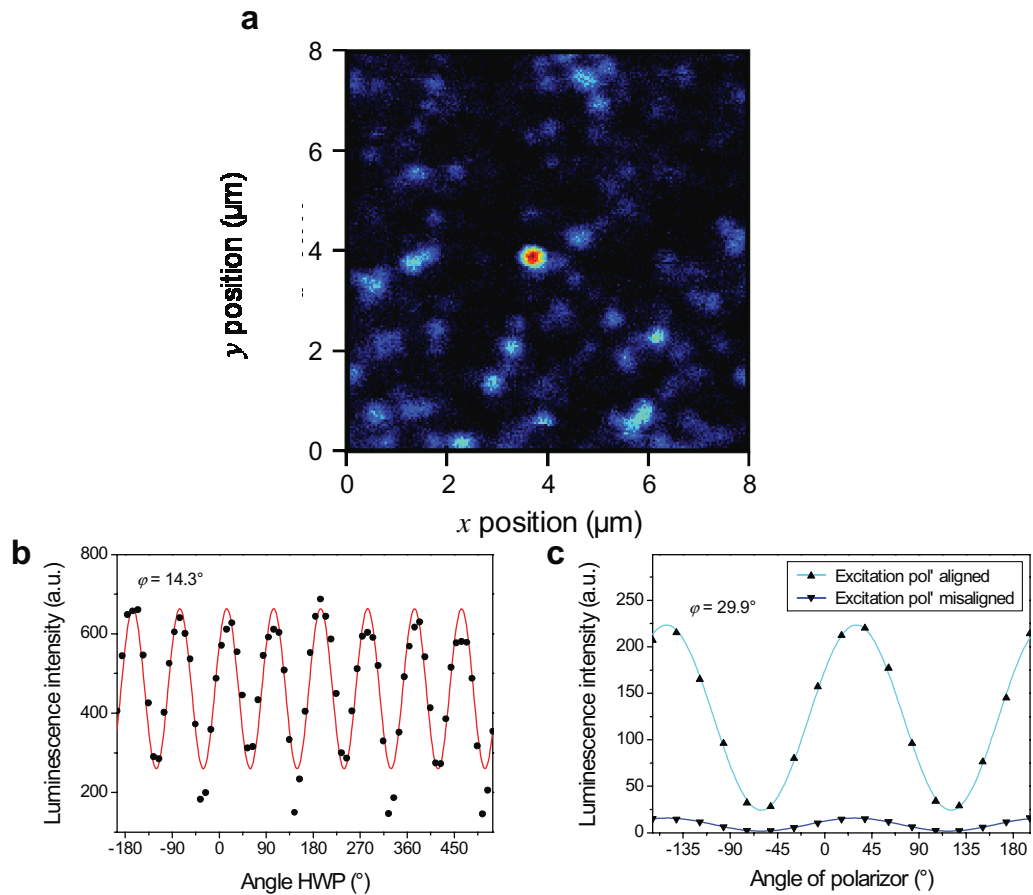 a
8
6
4
2
0
y position (µm)
0 2 4 6 8
x position (µm)
b
800
600
400
200
Luminescence intensity (a.u.)
φ = 14.3°
-180 -90 0 90 180 270 360 450
Angle HWP (°)
c
250
200
150
100
50
0
Luminescence intensity (a.u.)
φ = 29.9°
Excitation pol' aligned
Excitation pol' misaligned
-135 -90 -45 0 45 90 135 180
Angle of polarizor (°)